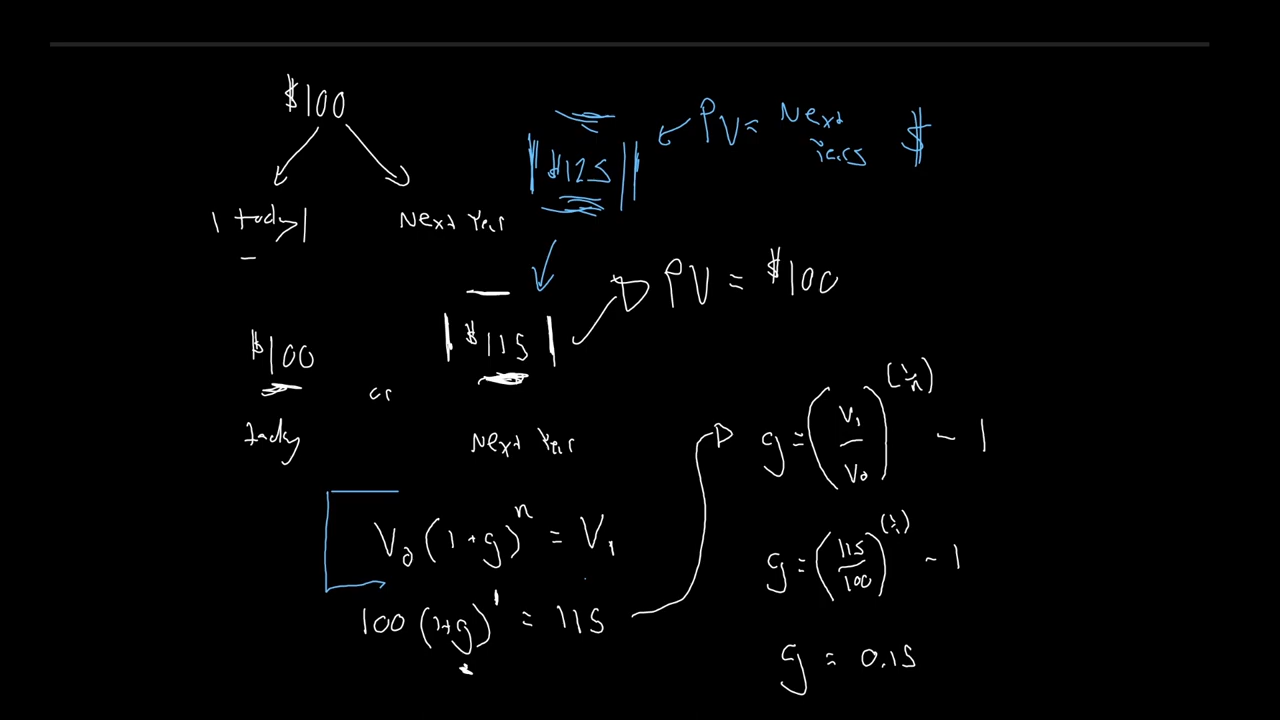 $100
today
Next Year
$125
PV = Next Years $
$115
PV = $100
$100
or
today
Next Year
V₀(1+g)ⁿ = V₁
100(1+g)¹ = 115
g = (V₁/V₀)^(1/n) - 1
g = (115/100)^(1/1) - 1
g = 0.15